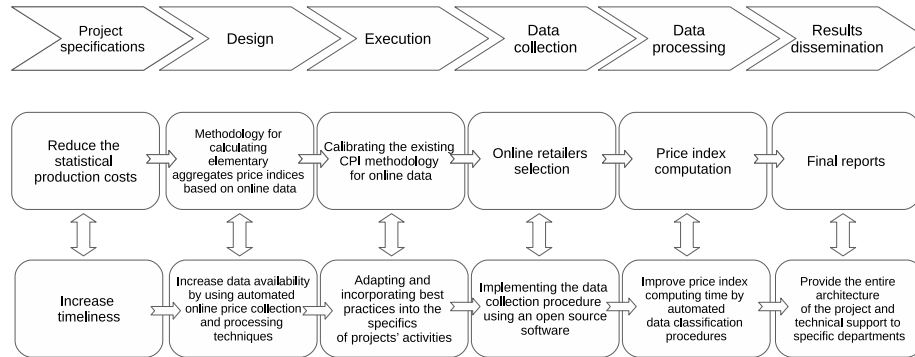 Project
specifications
Design
Execution
Data
collection
Data
processing
Results
dissemination
Reduce the
statistical
production costs
Methodology for
calculating
elementary
aggregates price indices
based on online data
Calibrating the existing
CPI methodology
for online data
Online retailers
selection
Price index
computation
Final reports
Increase
timeliness
Increase data availability
by using automated
online price collection
and processing
techniques
Adapting and
incorporating best
practices into the
specifics
of projects' activities
Implementing the data
collection procedure
using an open source
software
Improve price index
computing time by
automated
data classification
procedures
Provide the entire
architecture
of the project and
technical support to
specific departments